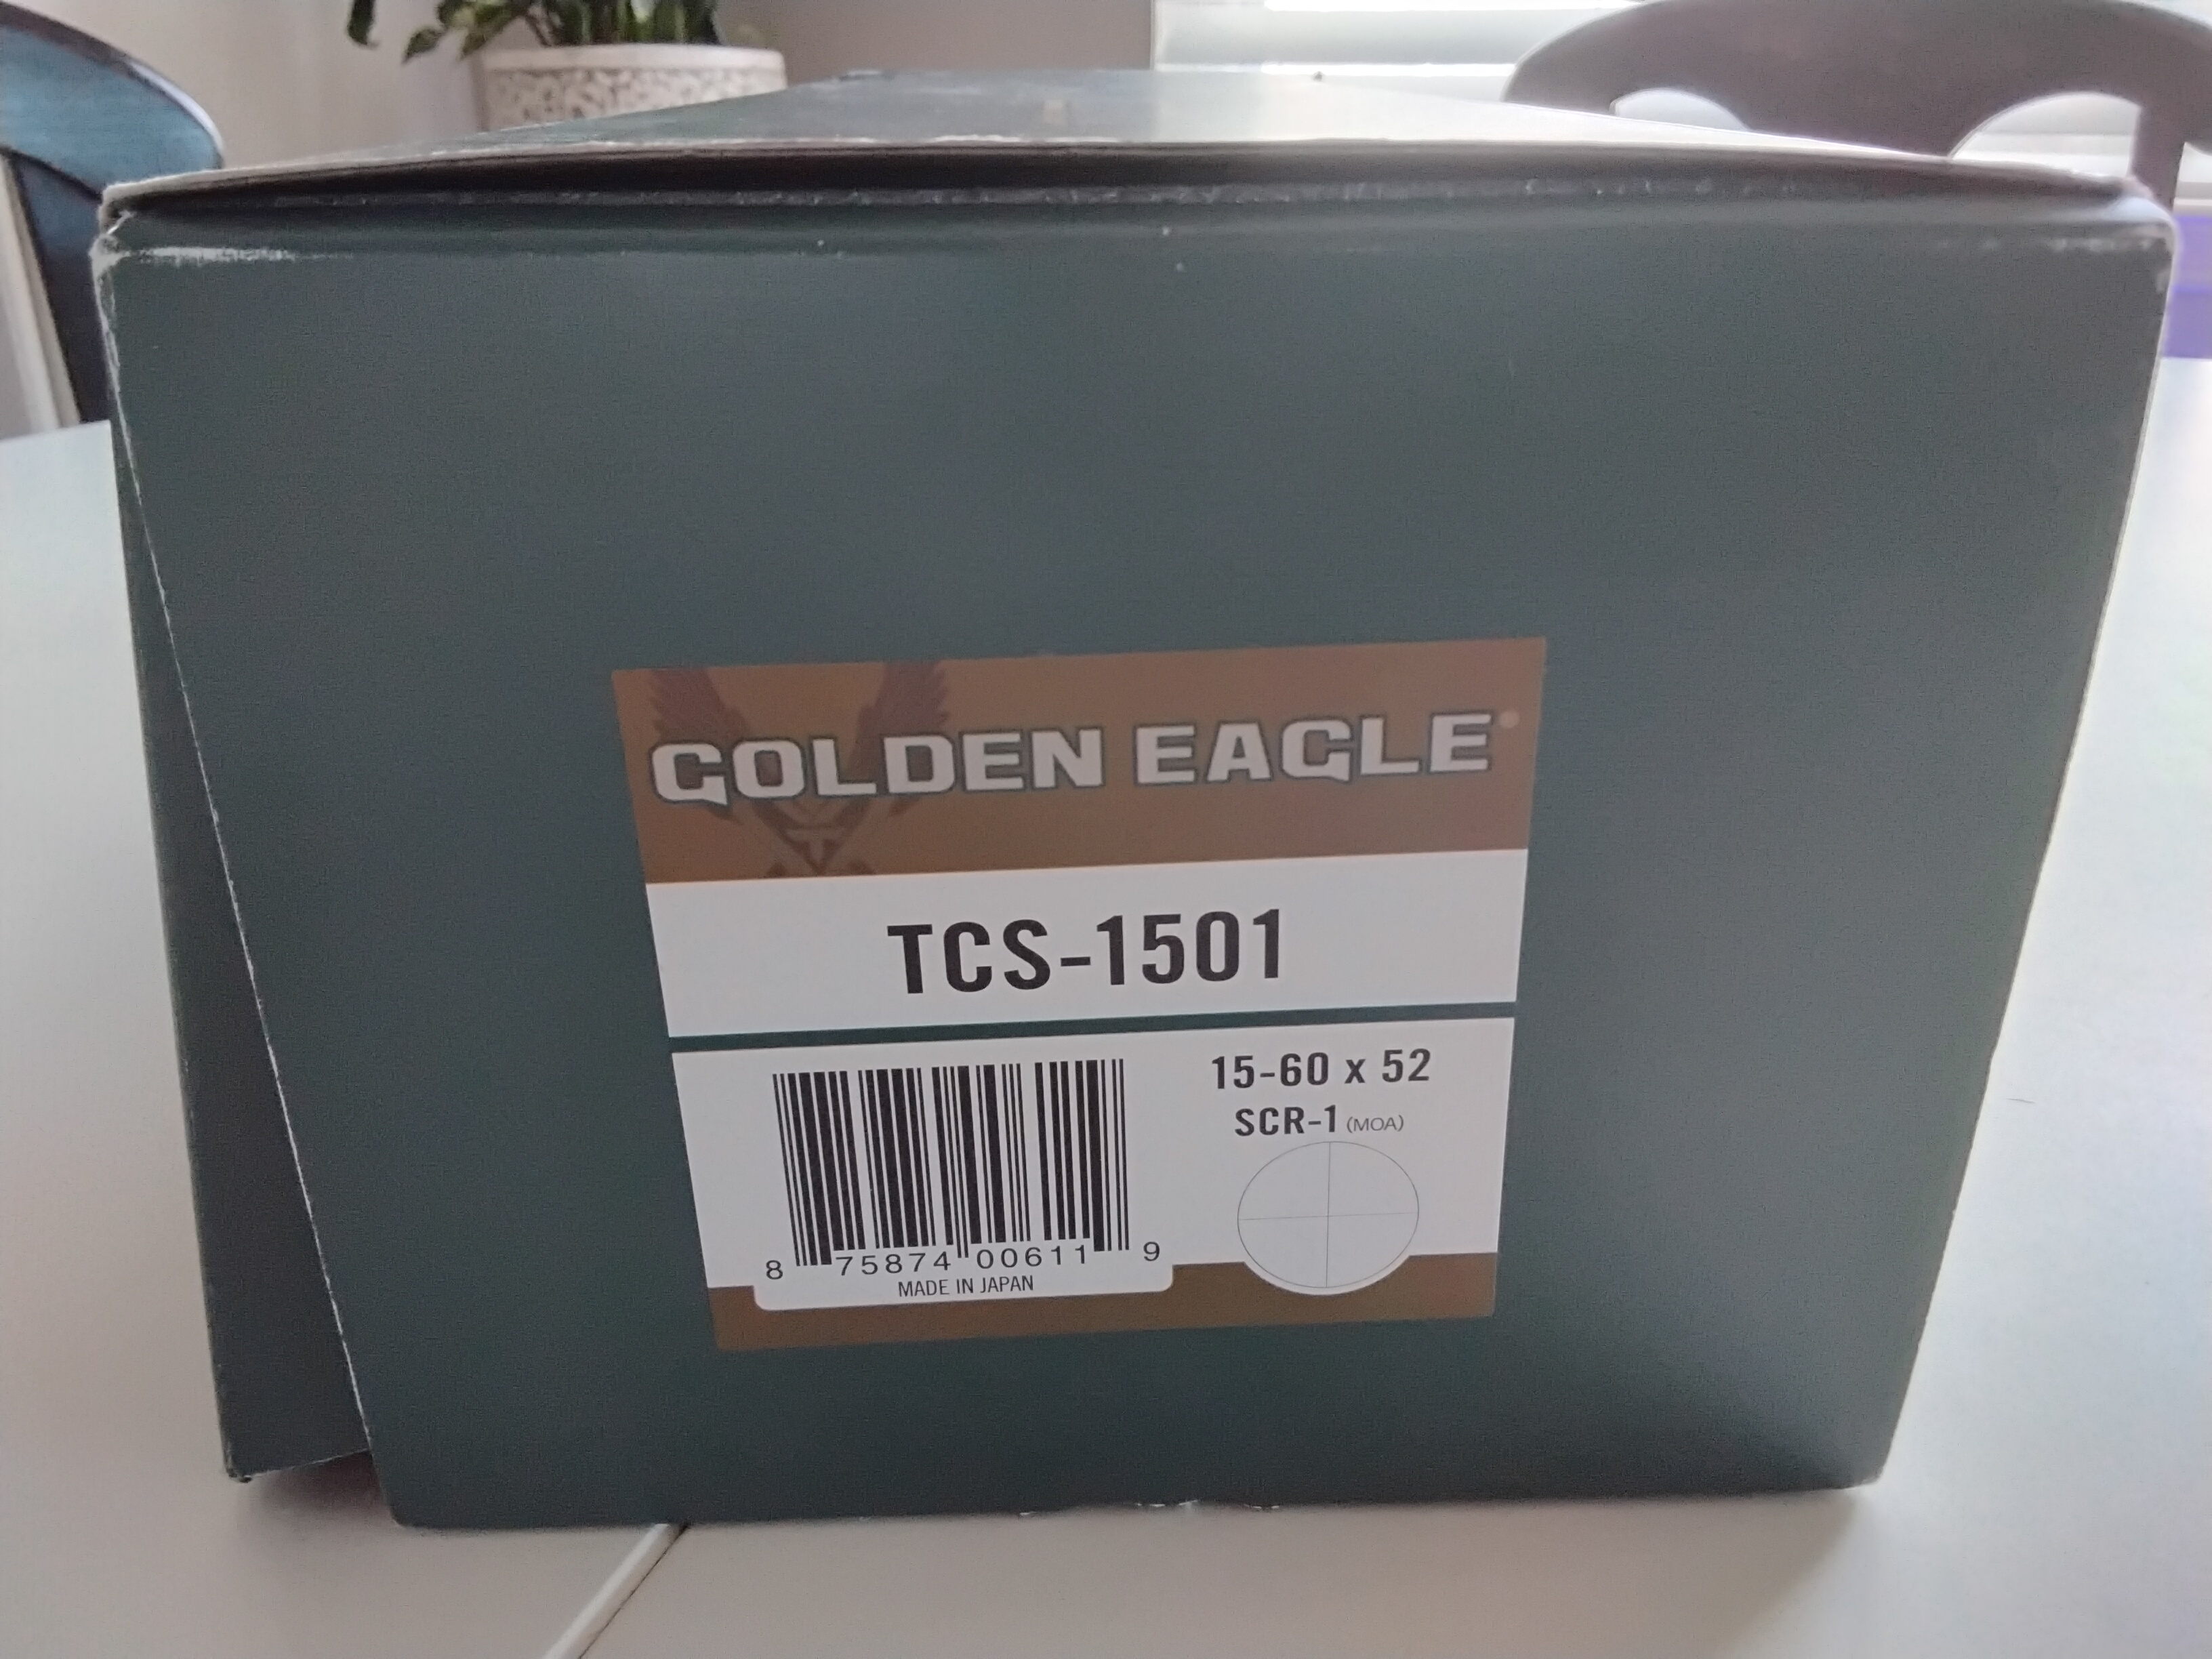 GOLDEN EAGLE®
TCS-1501
15-60 x 52
SCR-1 (MOA)
8 75874 00611 9
MADE IN JAPAN